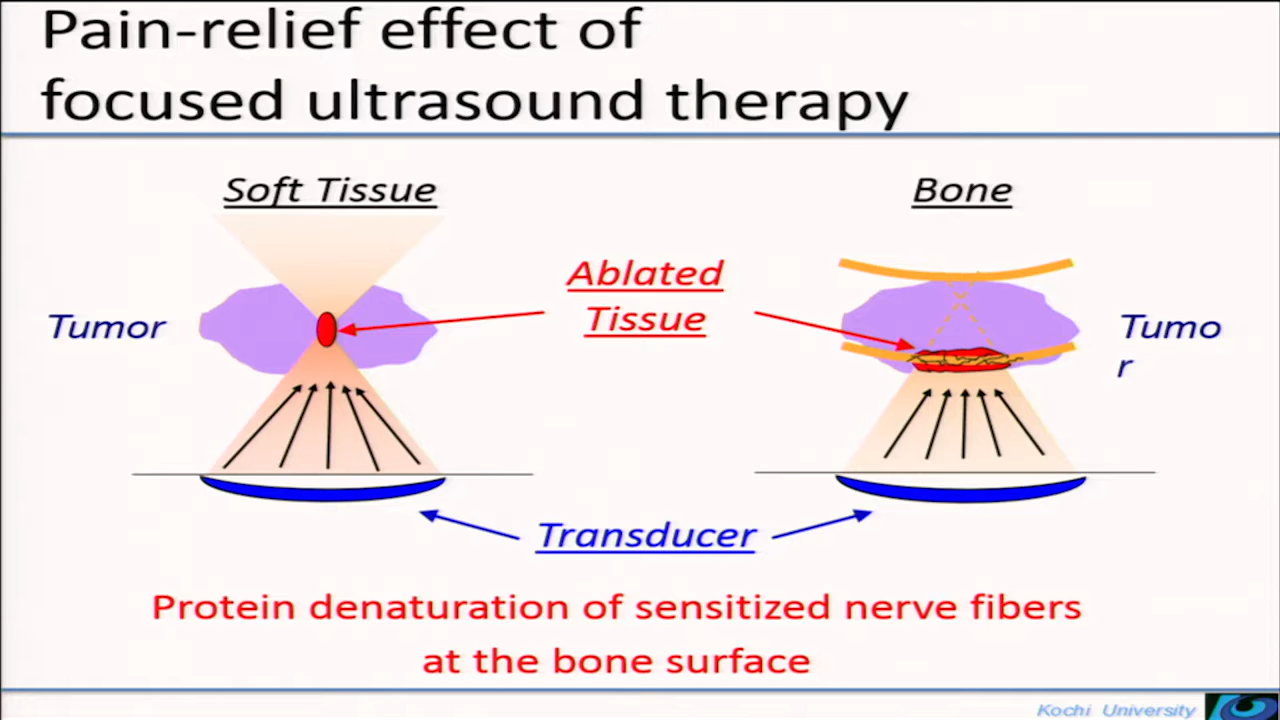 Pain-relief effect of
focused ultrasound therapy
Soft Tissue
Bone
Ablated
Tissue
Tumor
Tumo
r
Transducer
Protein denaturation of sensitized nerve fibers
at the bone surface
Kochi University